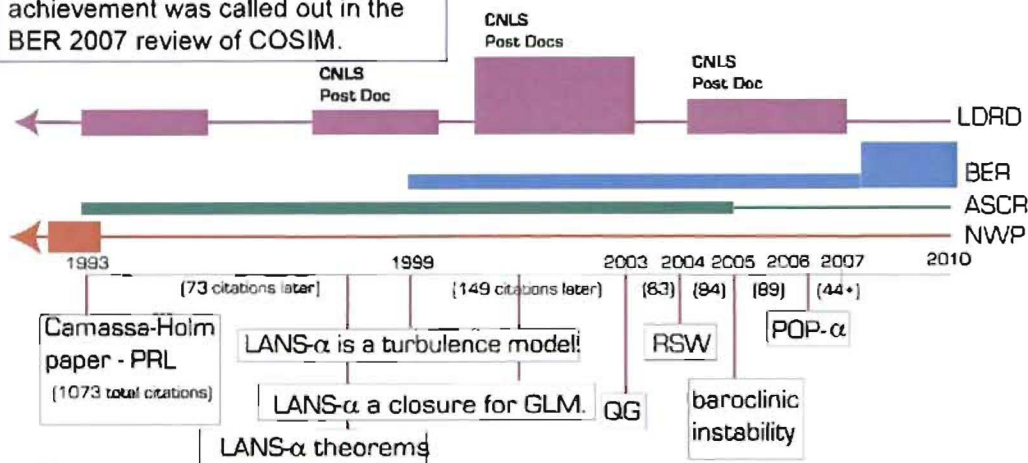 achievement was called out in the
BER 2007 review of COSIM.
CNLS
Post Docs
CNLS
Post Doc
CNLS
Post Doc
LDRD
BER
ASCR
NWP
1993 1999 2003 2004 2005 2006 2007 2010
(73 citations later) (149 citations later) (83) (84) (89) (44+)
Camassa-Holm
paper - PRL
(1073 total citations)
LANS-α is a turbulence model!
RSW
POP-α
LANS-α a closure for GLM.
QG
baroclinic
instability
LANS-α theorems